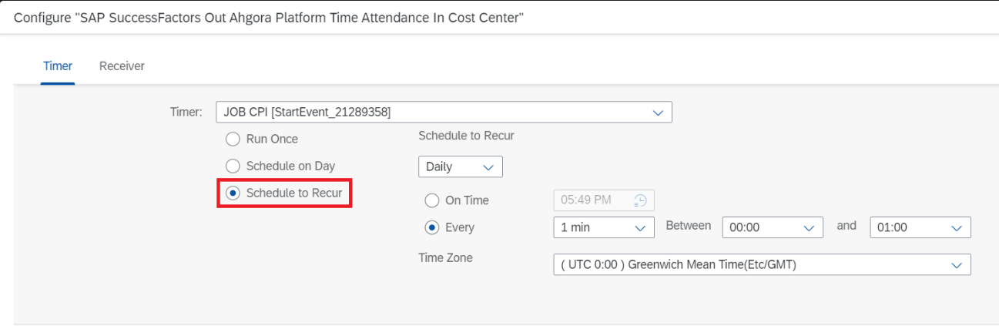 Configure "SAP SuccessFactors Out Ahgora Platform Time Attendance In Cost Center"
Timer Receiver
Timer: JOB CPI [StartEvent_21289358]
Run Once Schedule to Recur
Schedule on Day Daily
Schedule to Recur On Time 05:49 PM
Every 1 min Between 00:00 and 01:00
Time Zone ( UTC 0:00 ) Greenwich Mean Time(Etc/GMT)